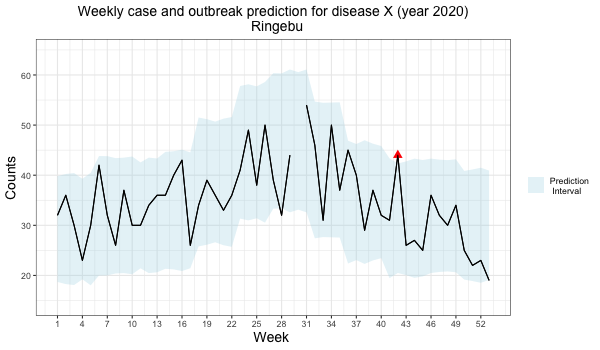 Weekly case and outbreak prediction for disease X (year 2020)
Ringebu
Counts
60
50
40
30
20
1 4 7 10 13 16 19 22 25 28 31 34 37 40 43 46 49 52
Week
Prediction
Interval